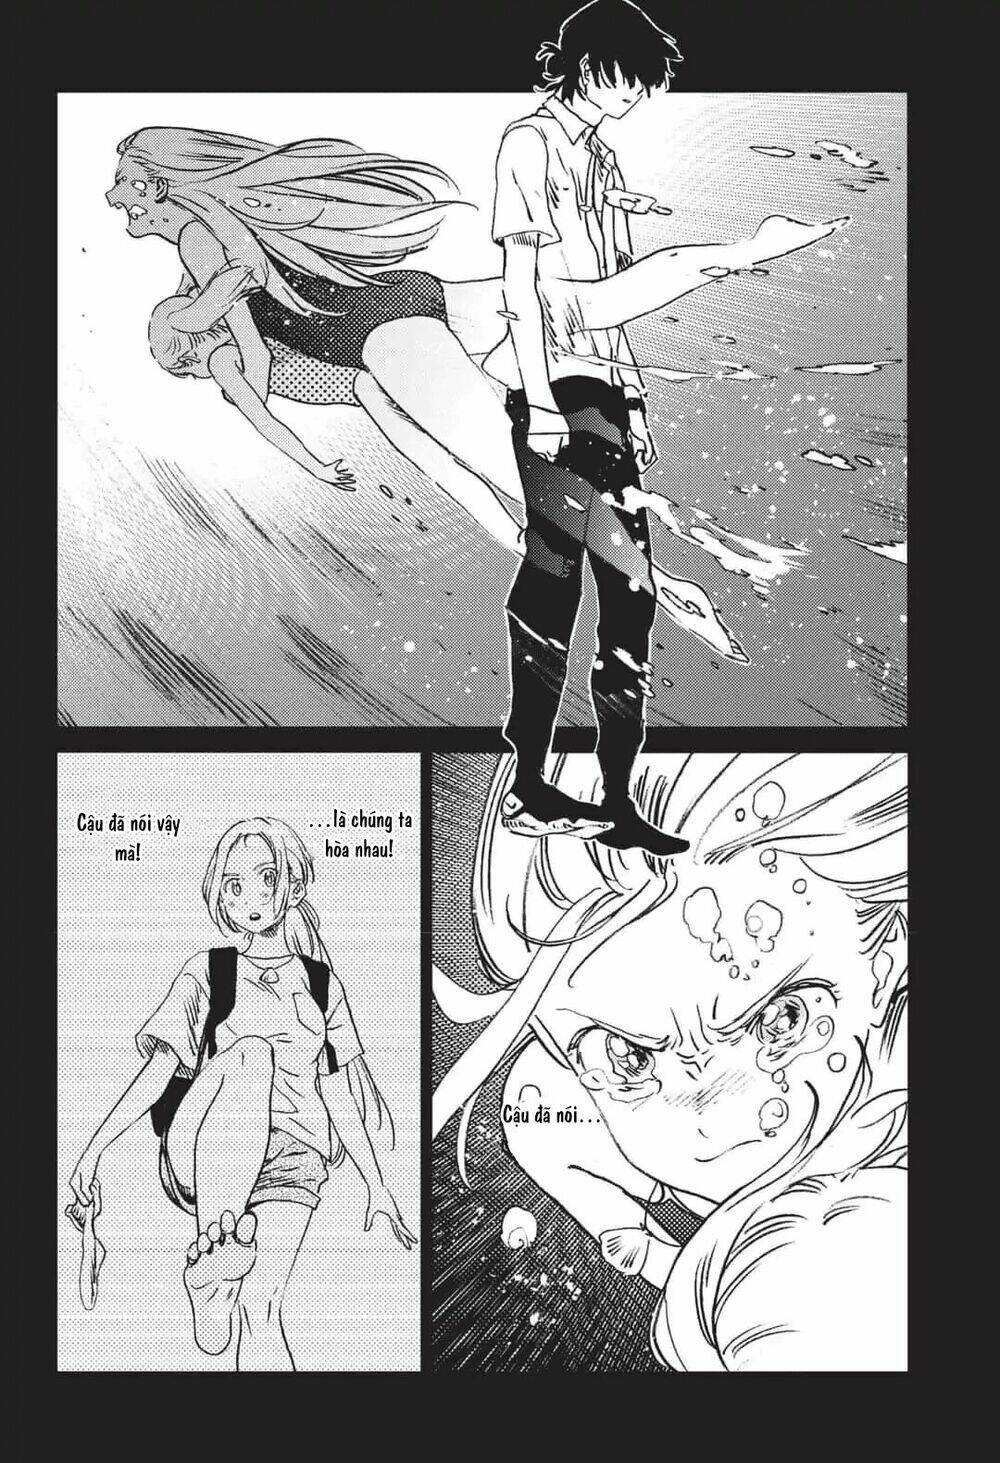 Cậu đã nói...
...là chúng ta
hòa nhau!
Cậu đã nói vậy
mà!